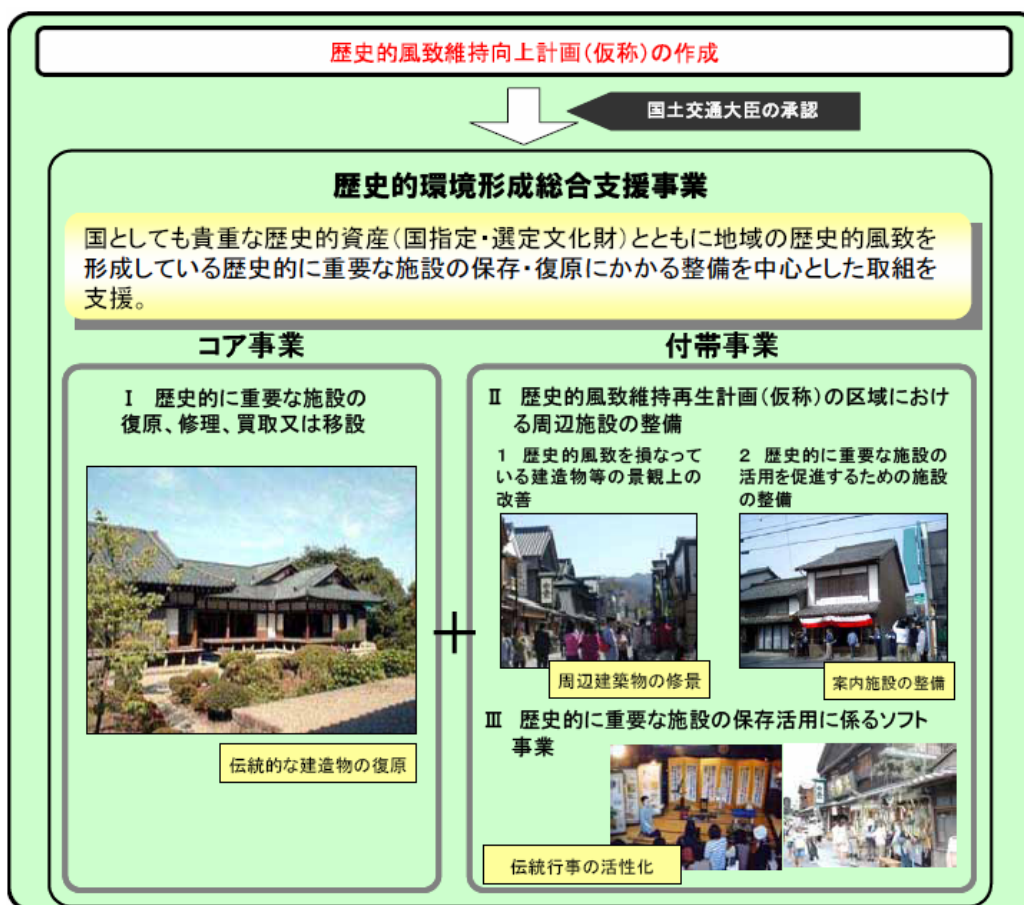 歴史的風致維持向上計画(仮称)の作成
国土交通大臣の承認
歴史的環境形成総合支援事業
国としても貴重な歴史的資産(国指定・選定文化財)とともに地域の歴史的風致を
形成している歴史的に重要な施設の保存・復原にかかる整備を中心とした取組を
支援。
コア事業
Ⅰ 歴史的に重要な施設の
復原、修理、買取又は移設
伝統的な建造物の復原
+
付帯事業
Ⅱ 歴史的風致維持再生計画(仮称)の区域におけ
る周辺施設の整備
1 歴史的風致を損なって
いる建造物等の景観上の
改善
周辺建築物の修景
2 歴史的に重要な施設の
活用を促進するための施設
の整備
案内施設の整備
Ⅲ 歴史的に重要な施設の保存活用に係るソフト
事業
伝統行事の活性化